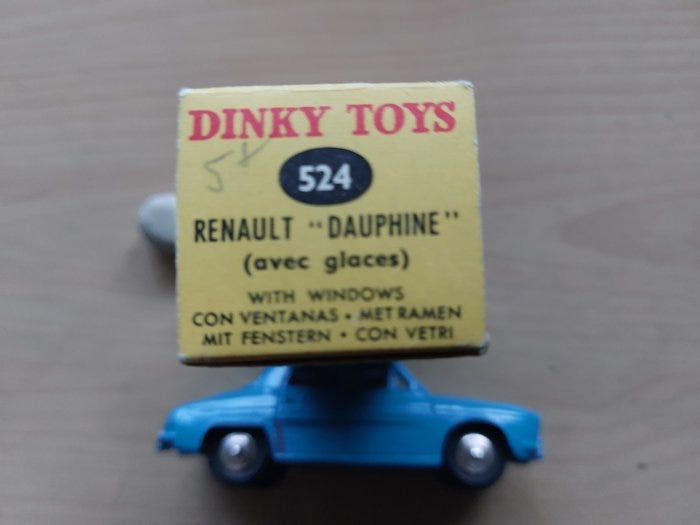 DINKY TOYS
524
RENAULT "DAUPHINE"
(avec glaces)
WITH WINDOWS
CON VENTANAS • MET RAMEN
MIT FENSTERN • CON VETRI